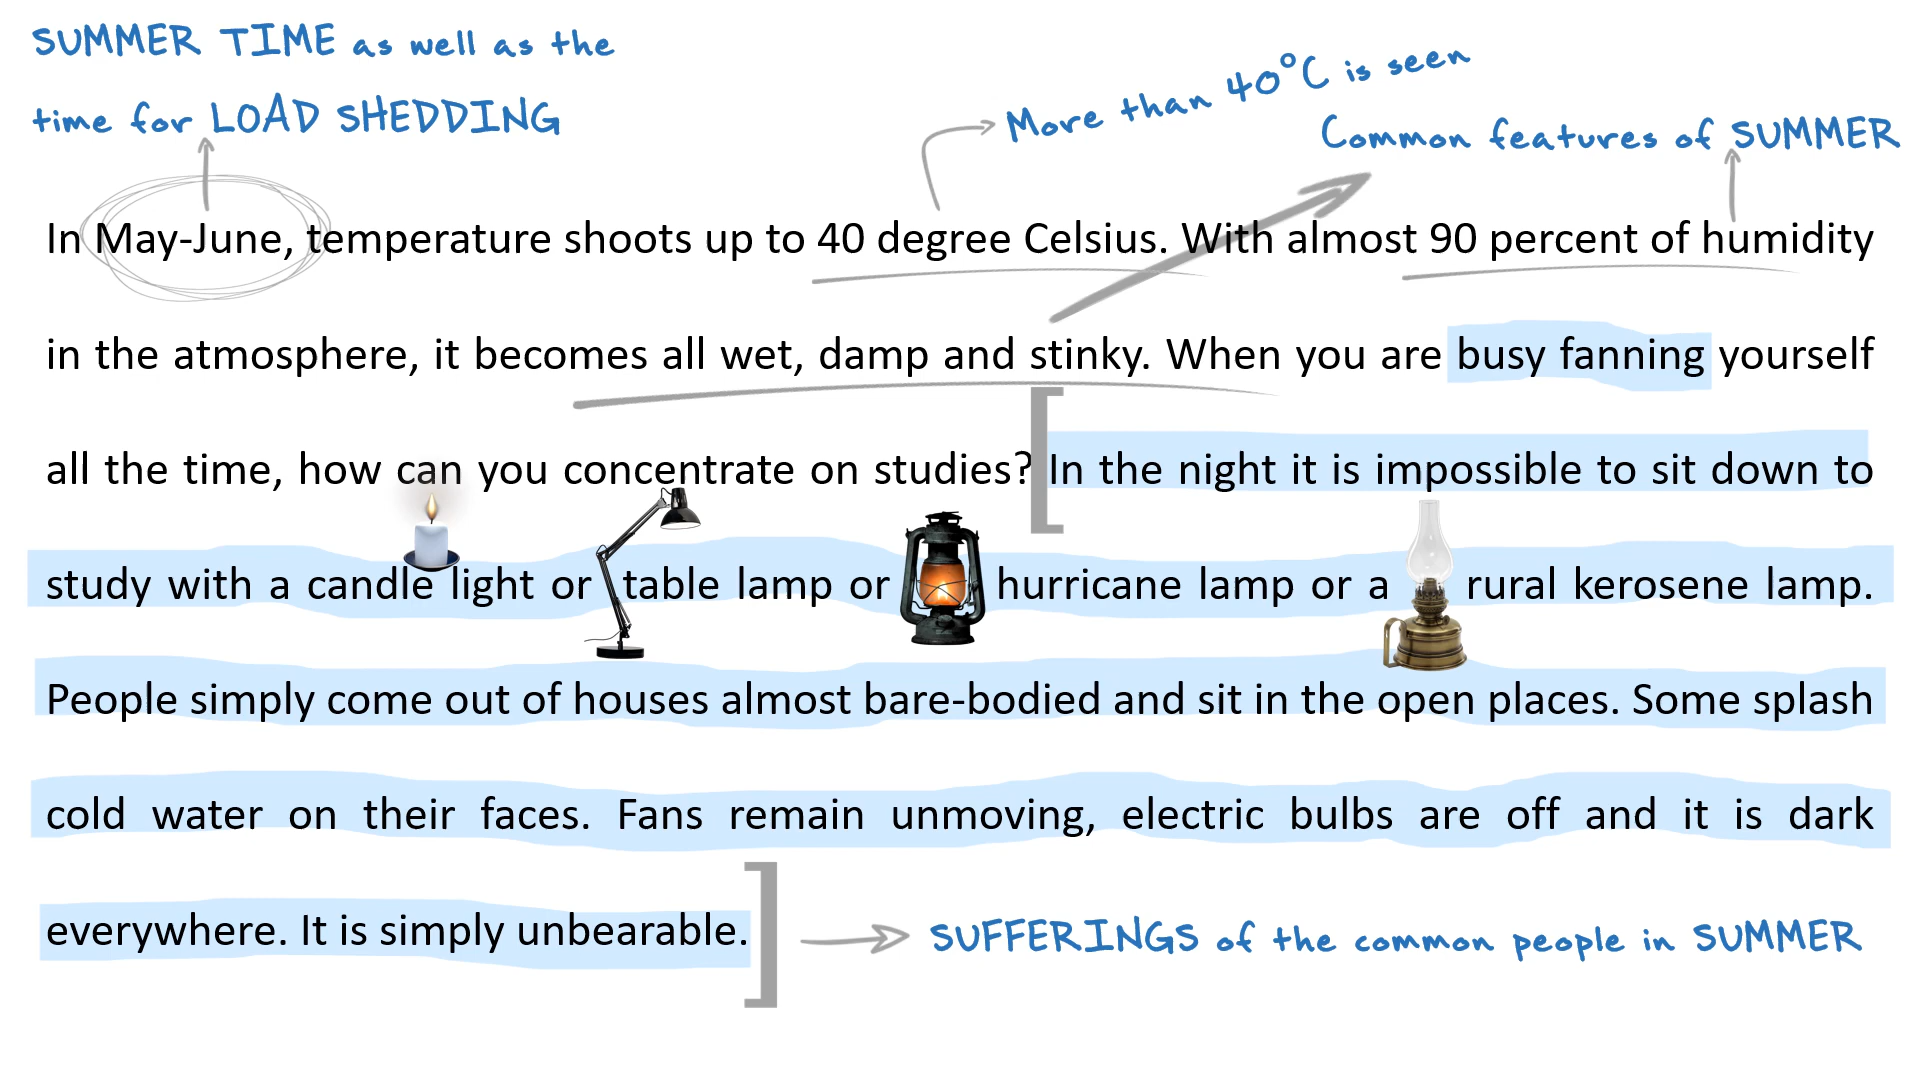 SUMMER TIME as well as the
time for LOAD SHEDDING
More than 40°C is seen
Common features of SUMMER
In May-June, temperature shoots up to 40 degree Celsius. With almost 90 percent of humidity
in the atmosphere, it becomes all wet, damp and stinky. When you are busy fanning yourself
all the time, how can you concentrate on studies? In the night it is impossible to sit down to
study with a candle light or table lamp or hurricane lamp or a rural kerosene lamp.
People simply come out of houses almost bare-bodied and sit in the open places. Some splash
cold water on their faces. Fans remain unmoving, electric bulbs are off and it is dark
everywhere. It is simply unbearable.
SUFFERINGS of the common people in SUMMER